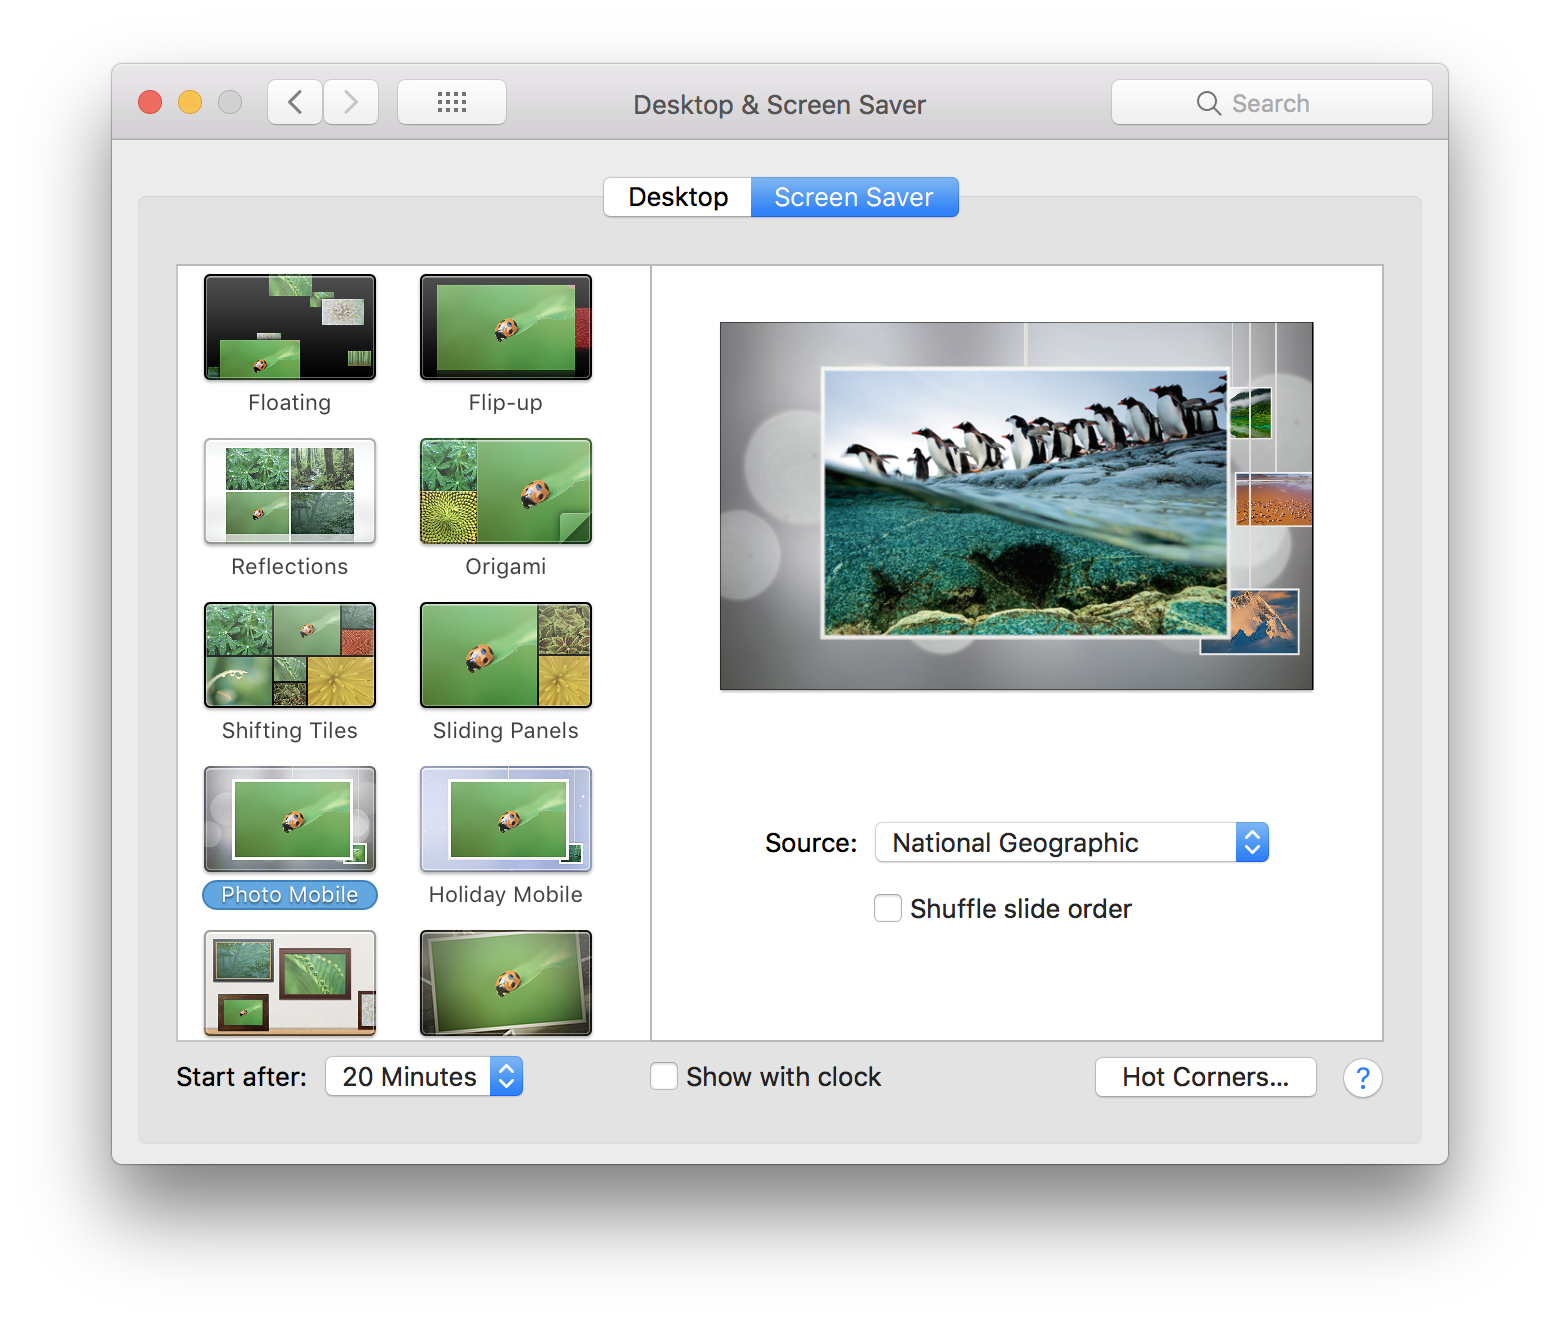 Desktop & Screen Saver
Search
Desktop
Screen Saver
Floating
Flip-up
Reflections
Origami
Shifting Tiles
Sliding Panels
Photo Mobile
Holiday Mobile
Source:
National Geographic
Shuffle slide order
Start after:
20 Minutes
Show with clock
Hot Corners...
?